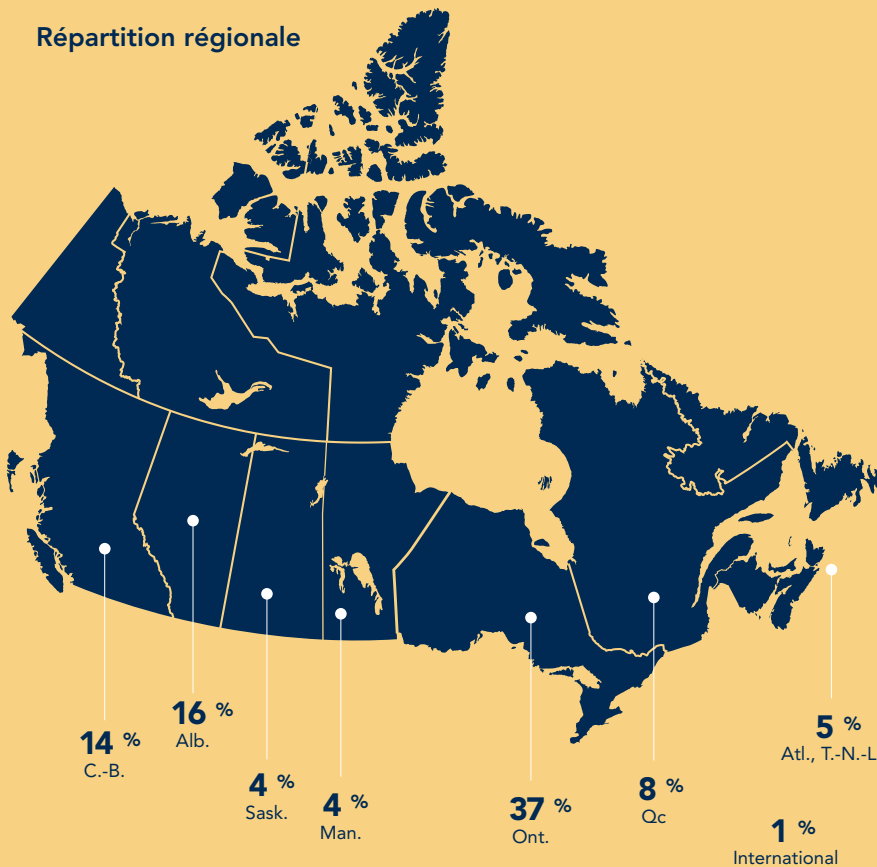 Répartition régionale
14 %
C.-B.
16 %
Alb.
4 %
Sask.
4 %
Man.
37 %
Ont.
8 %
Qc
5 %
Atl., T.-N.-L
1 %
International